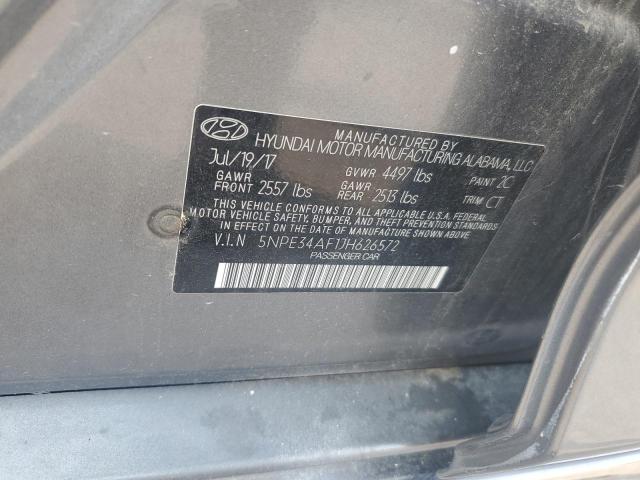 MANUFACTURED BY
HYUNDAI MOTOR MANUFACTURING ALABAMA, LLC
Jul/19/17 GVWR 4497 lbs PAINT 2C
GAWR FRONT 2557 lbs GAWR REAR 2513 lbs TRIM CT
THIS VEHICLE CONFORMS TO ALL APPLICABLE U.S.A. FEDERAL
MOTOR VEHICLE SAFETY, BUMPER, AND THEFT PREVENTION STANDARDS
IN EFFECT ON THE DATE OF MANUFACTURE SHOWN ABOVE.
V.I.N 5NPE34AF1JH626572
PASSENGER CAR